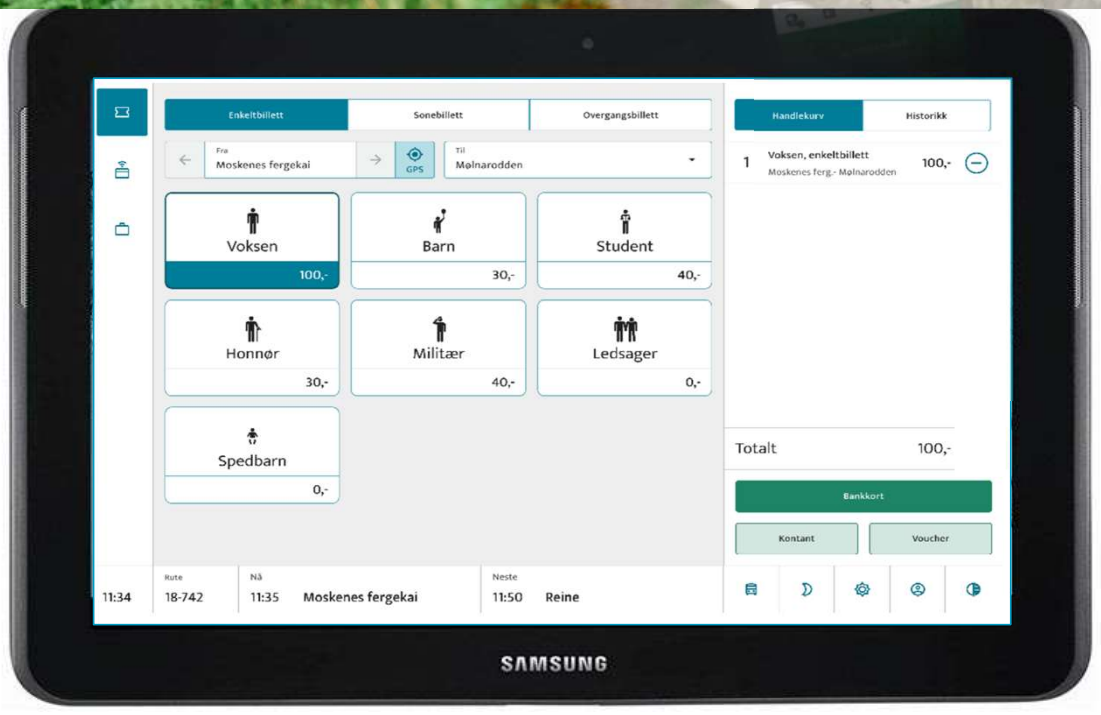 Enkeltbillett
Sonebillett
Overgangsbillett
Handlekurv
Historikk
Fra
Moskenes fergekai
GPS
Til
Mølnarodden
1
Voksen, enkeltbillett
Moskenes ferg.- Mølnarodden
100,-
Voksen
100,-
Barn
30,-
Student
40,-
Honnør
30,-
Militær
40,-
Ledsager
0,-
Spedbarn
0,-
Totalt 100,-
Bankkort
Kontant
Voucher
11:34
Rute
18-742
Nå
11:35 Moskenes fergekai
Neste
11:50 Reine
SAMSUNG